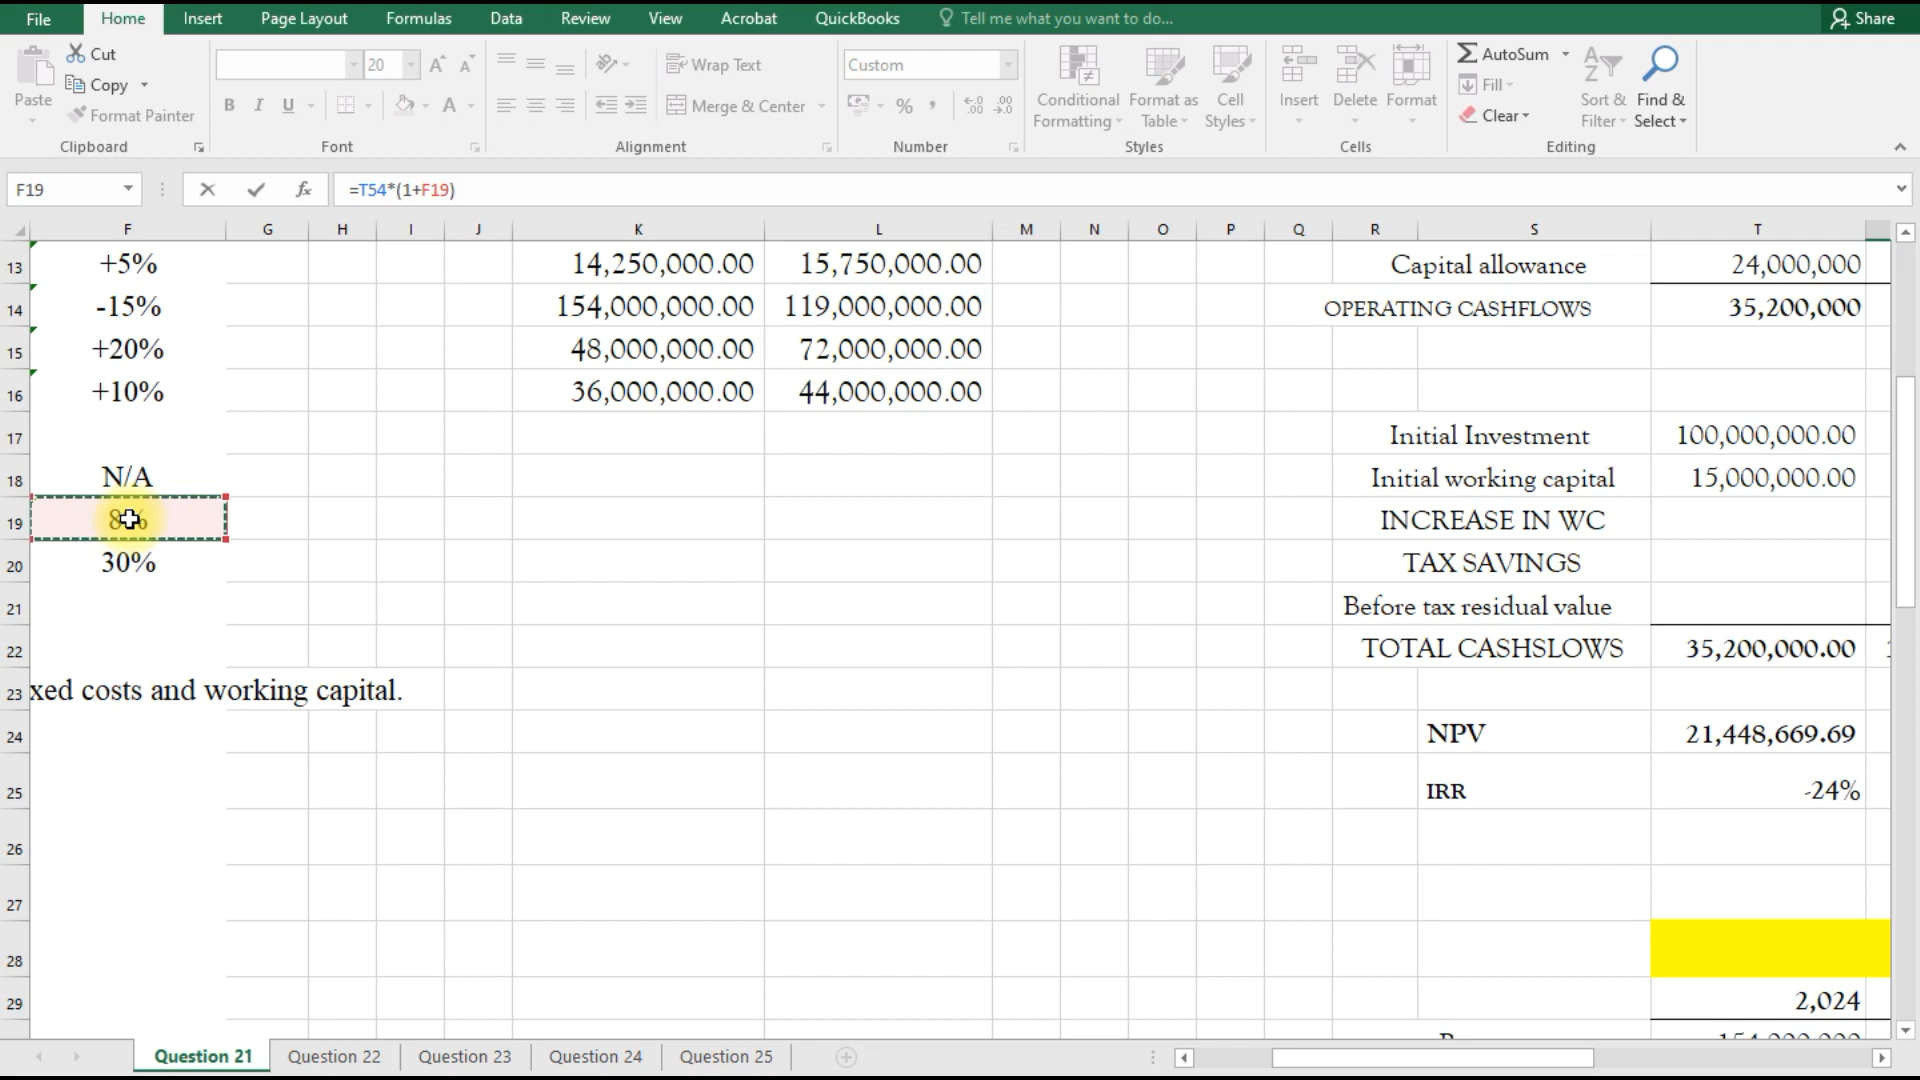 File Home Insert Page Layout Formulas Data Review View Acrobat QuickBooks Tell me what you want to do... Share
Paste
Cut
Copy
Format Painter
Clipboard
20 A A
B I U A
Font
Wrap Text
Merge & Center
Alignment
Custom
% , .0 .00
Number
Conditional Formatting
Format as Table
Cell Styles
Styles
Insert Delete Format
Cells
AutoSum
Fill
Clear
Sort & Filter
Find & Select
Editing
F19 fx =T54*(1+F19)
F G H I J K L M N O P Q R S T
13 +5% 14,250,000.00 15,750,000.00 Capital allowance 24,000,000
14 -15% 154,000,000.00 119,000,000.00 OPERATING CASHFLOWS 35,200,000
15 +20% 48,000,000.00 72,000,000.00
16 +10% 36,000,000.00 44,000,000.00
17 Initial Investment 100,000,000.00
18 N/A Initial working capital 15,000,000.00
19 8% INCREASE IN WC
20 30% TAX SAVINGS
21 Before tax residual value
22 TOTAL CASHSLOWS 35,200,000.00
23 xed costs and working capital.
24 NPV 21,448,669.69
25 IRR -24%
26
27
28
29 2,024
Question 21 Question 22 Question 23 Question 24 Question 25